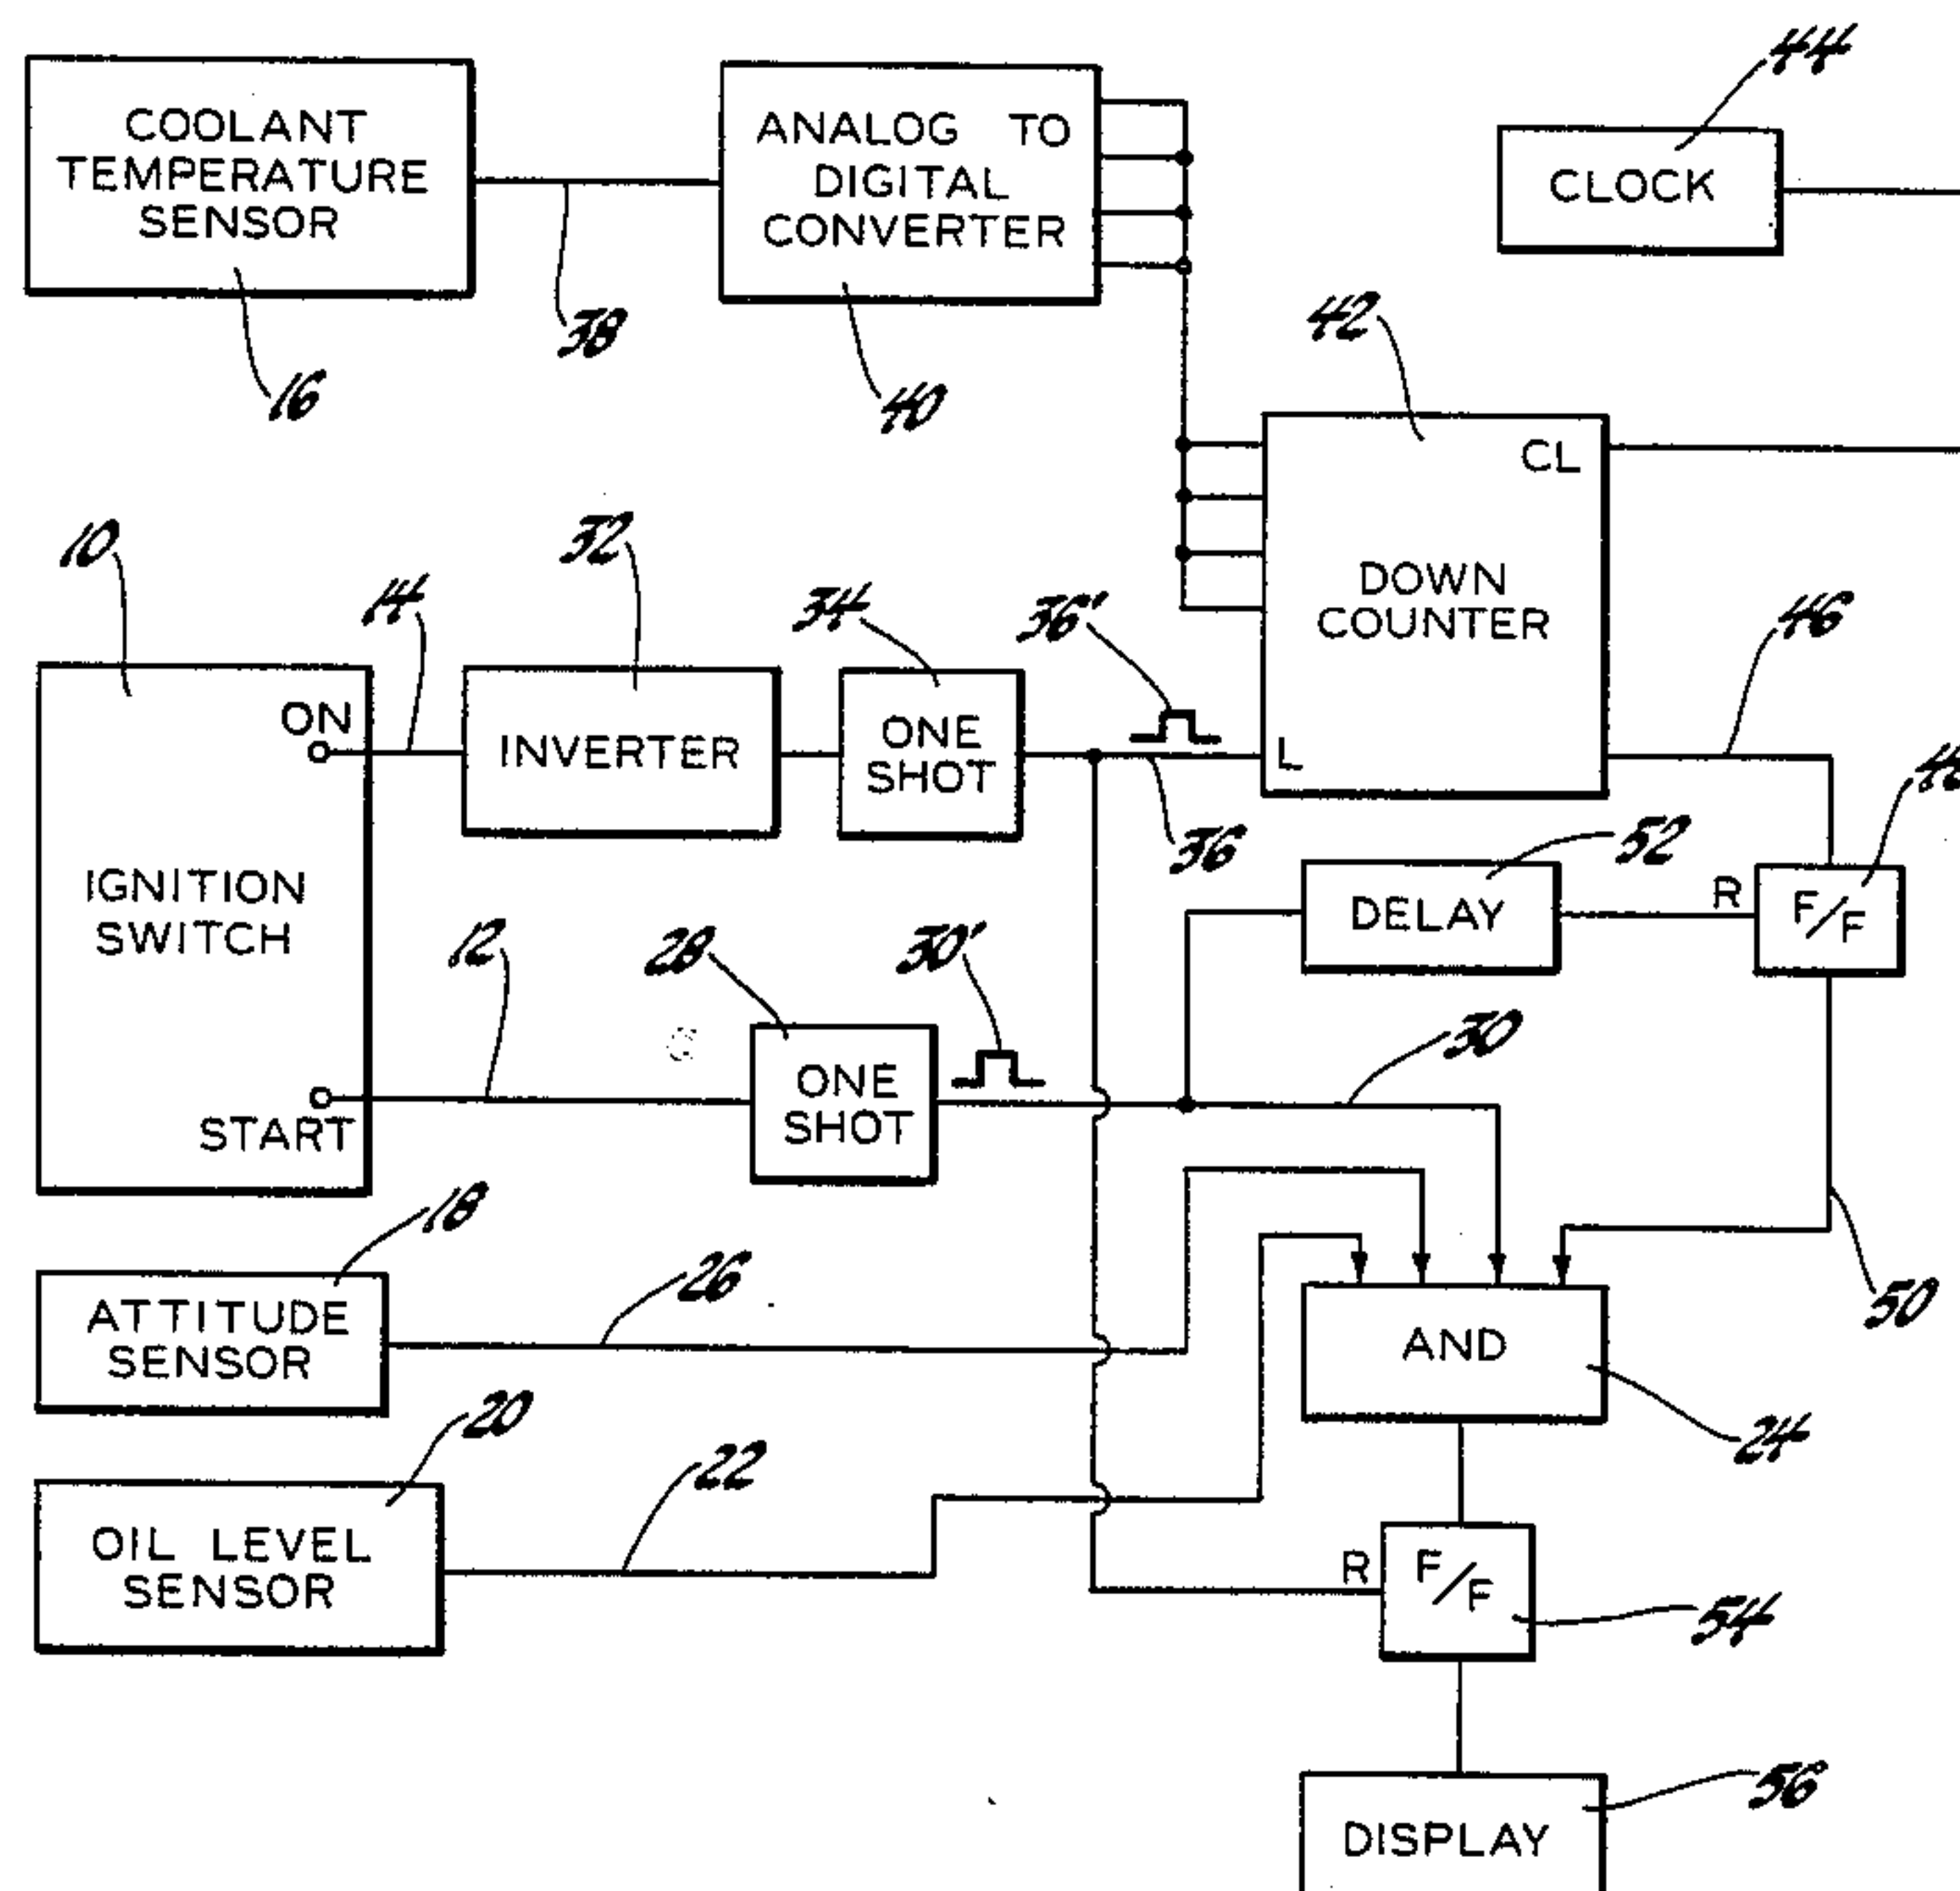 44
COOLANT
TEMPERATURE
SENSOR
ANALOG TO
DIGITAL
CONVERTER
CLOCK
38
16
40
42
CL
10
14
32
34
36'
DOWN
COUNTER
46
ON
INVERTER
ONE
SHOT
L
36
IGNITION
SWITCH
52
DELAY
R
F/F
12
28
30'
30
START
ONE
SHOT
18
26
ATTITUDE
SENSOR
AND
50
24
20
22
OIL LEVEL
SENSOR
R
F/F
54
56
DISPLAY